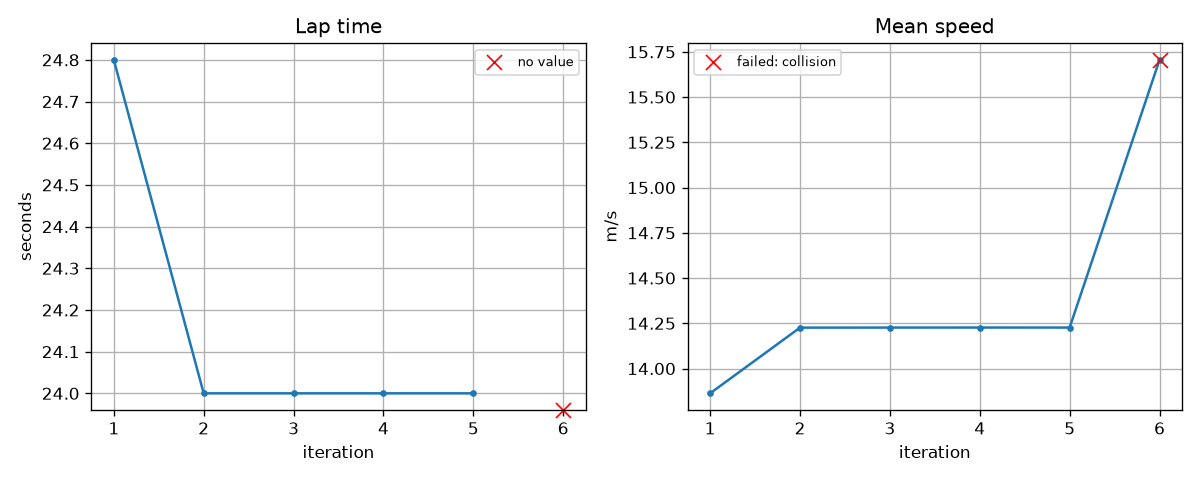 Lap time
24.8
24.7
24.6
24.5
24.4
24.3
24.2
24.1
24.0
seconds
no value
1 2 3 4 5 6
iteration
Mean speed
15.75
15.50
15.25
15.00
14.75
14.50
14.25
14.00
m/s
failed: collision
1 2 3 4 5 6
iteration